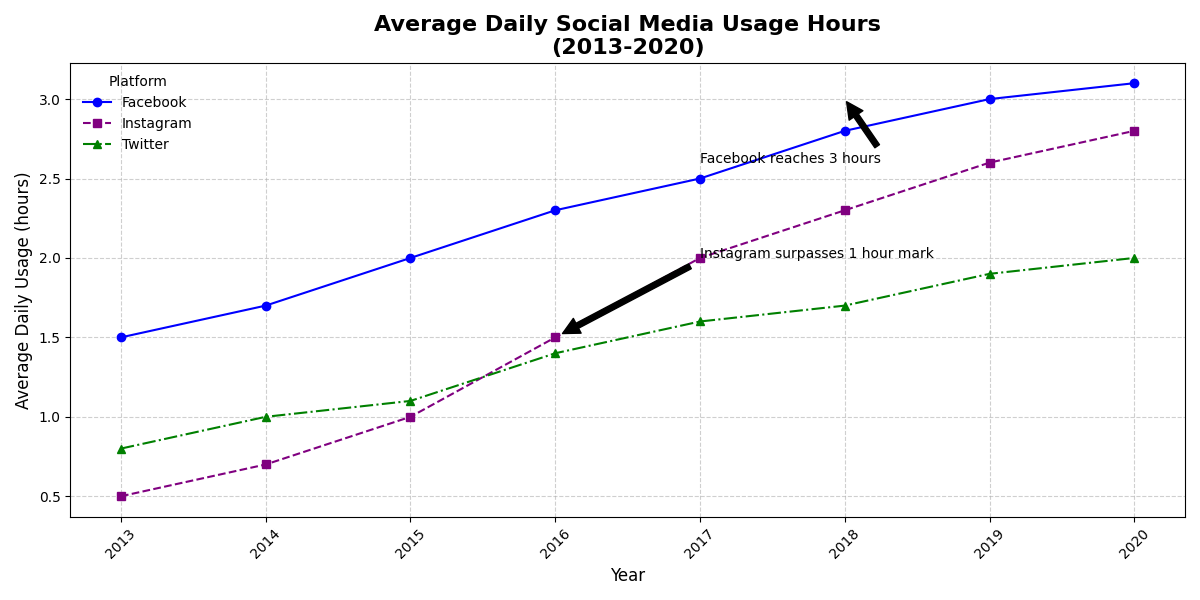 Average Daily Social Media Usage Hours
(2013-2020)
Platform
Facebook
Instagram
Twitter
3.0
2.5
2.0
1.5
1.0
0.5
Average Daily Usage (hours)
Facebook reaches 3 hours
Instagram surpasses 1 hour mark
2013
2014
2015
2016
2017
2018
2019
2020
Year